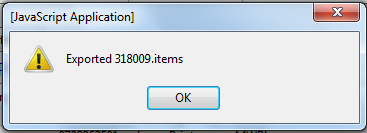 [JavaScript Application]
Exported 318009.items
OK